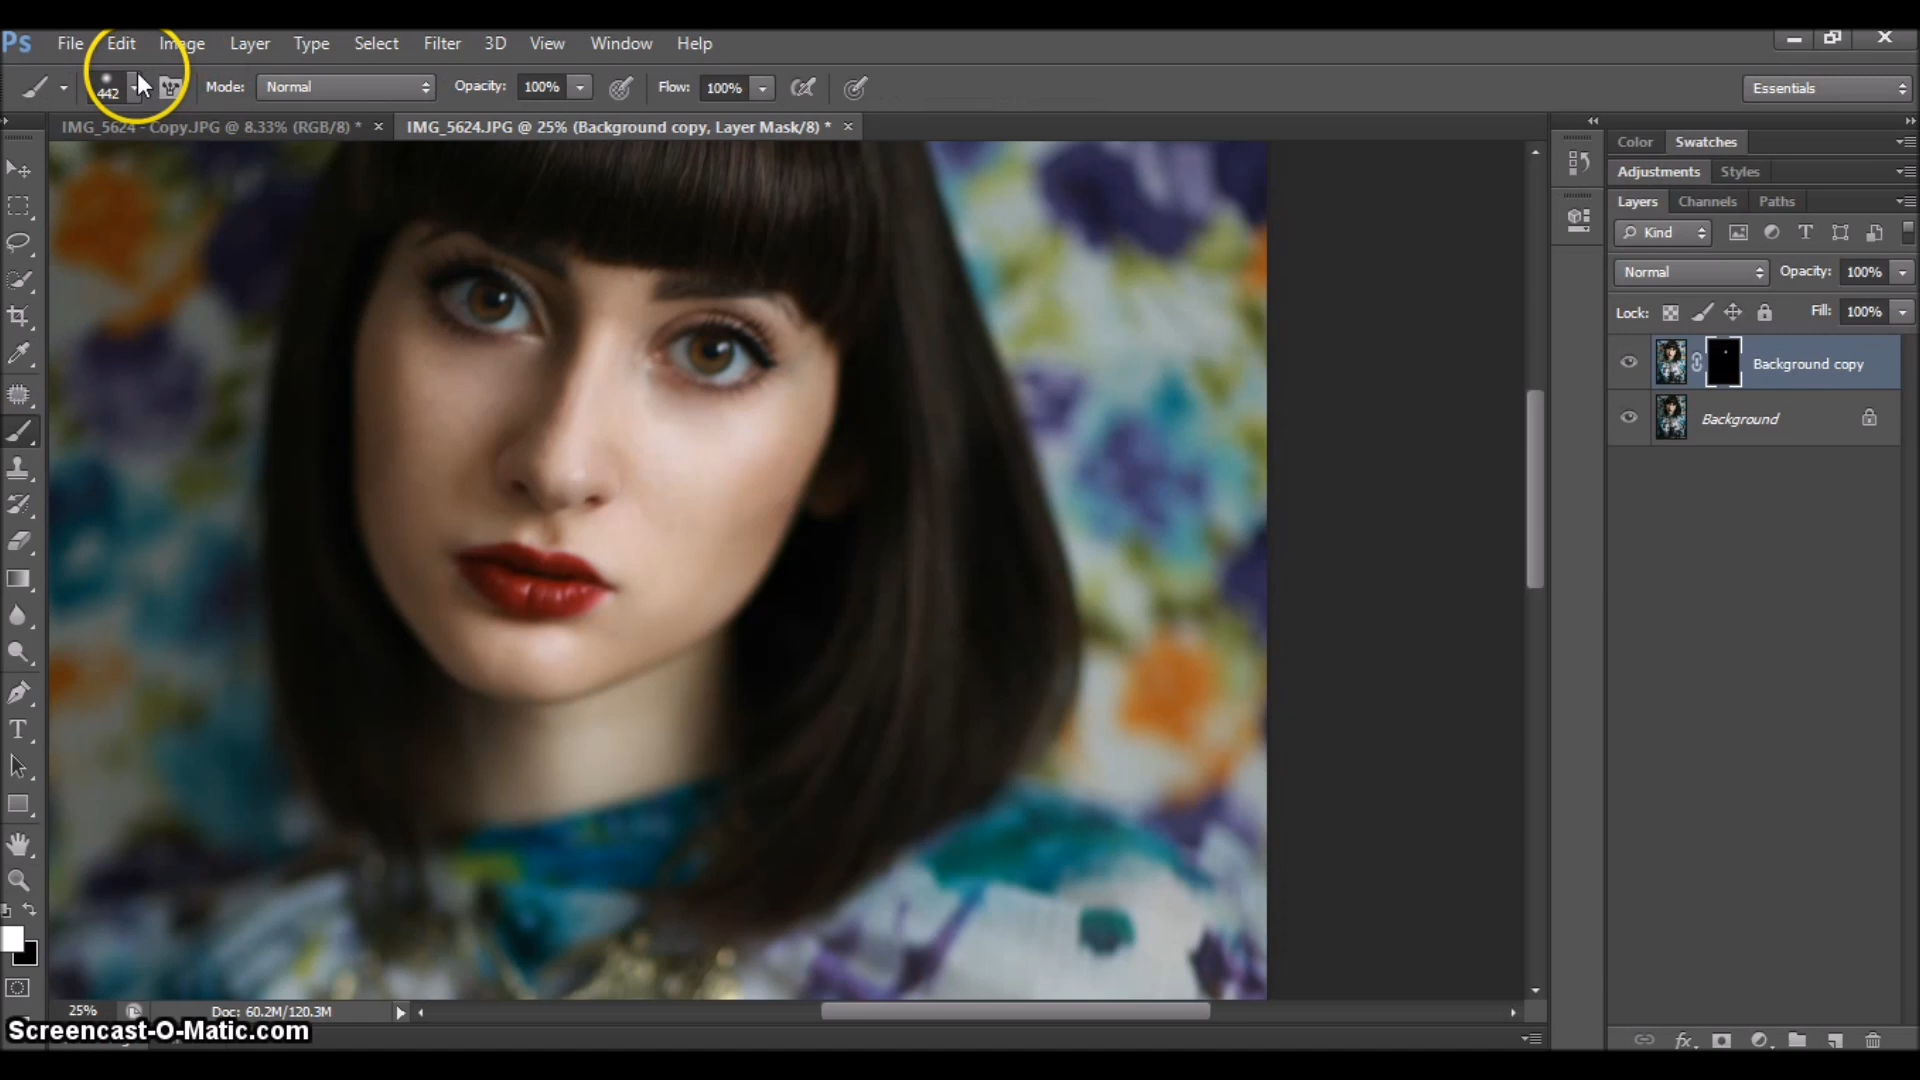 Ps File Edit Image Layer Type Select Filter 3D View Window Help
442 Mode: Normal Opacity: 100% Flow: 100% Essentials
IMG_5624 - Copy.JPG @ 8.33% (RGB/8) * × IMG_5624.JPG @ 25% (Background copy, Layer Mask/8) * ×
Color Swatches
Adjustments Styles
Layers Channels Paths
Kind
Normal Opacity: 100%
Lock: Fill: 100%
Background copy
Background
25% Doc: 60.2M/120.3M
Screencast-O-Matic.com